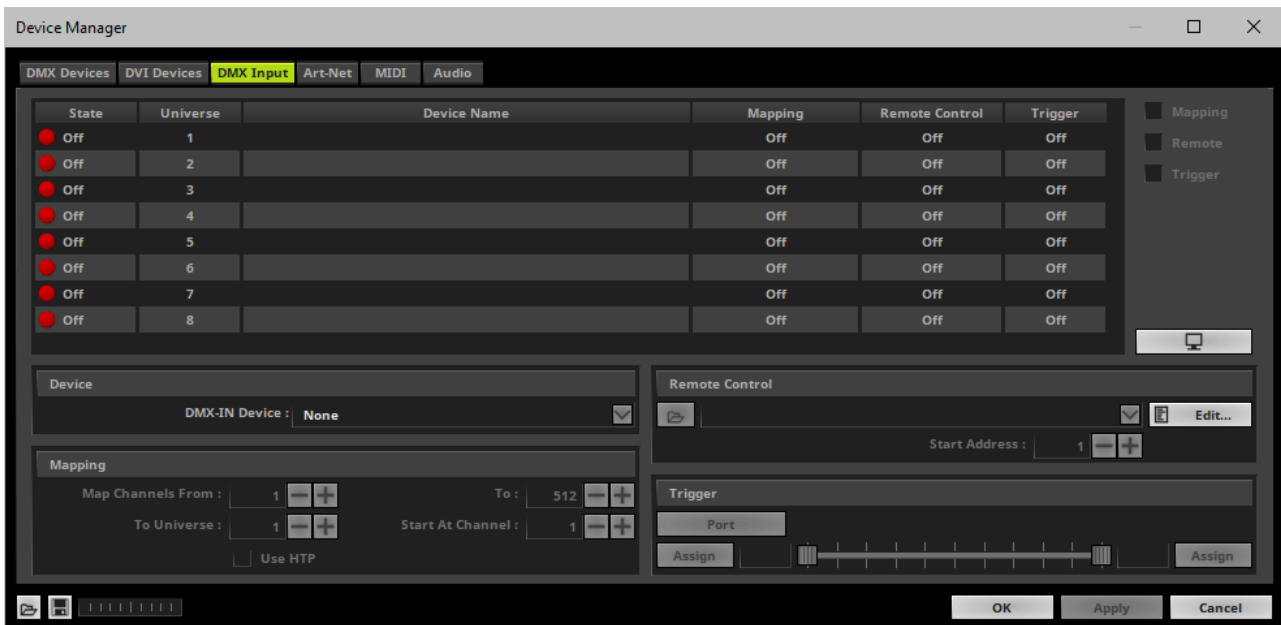 Device Manager
DMX Devices DVI Devices DMX Input Art-Net MIDI Audio
State Universe Device Name Mapping Remote Control Trigger
Off 1 Off Off Off
Off 2 Off Off Off
Off 3 Off Off Off
Off 4 Off Off Off
Off 5 Off Off Off
Off 6 Off Off Off
Off 7 Off Off Off
Off 8 Off Off Off
Mapping
Remote
Trigger
Device
DMX-IN Device : None
Mapping
Map Channels From : 1 To : 512
To Universe : 1 Start At Channel : 1
Use HTP
Remote Control
Edit...
Start Address : 1
Trigger
Port
Assign Assign
OK Apply Cancel